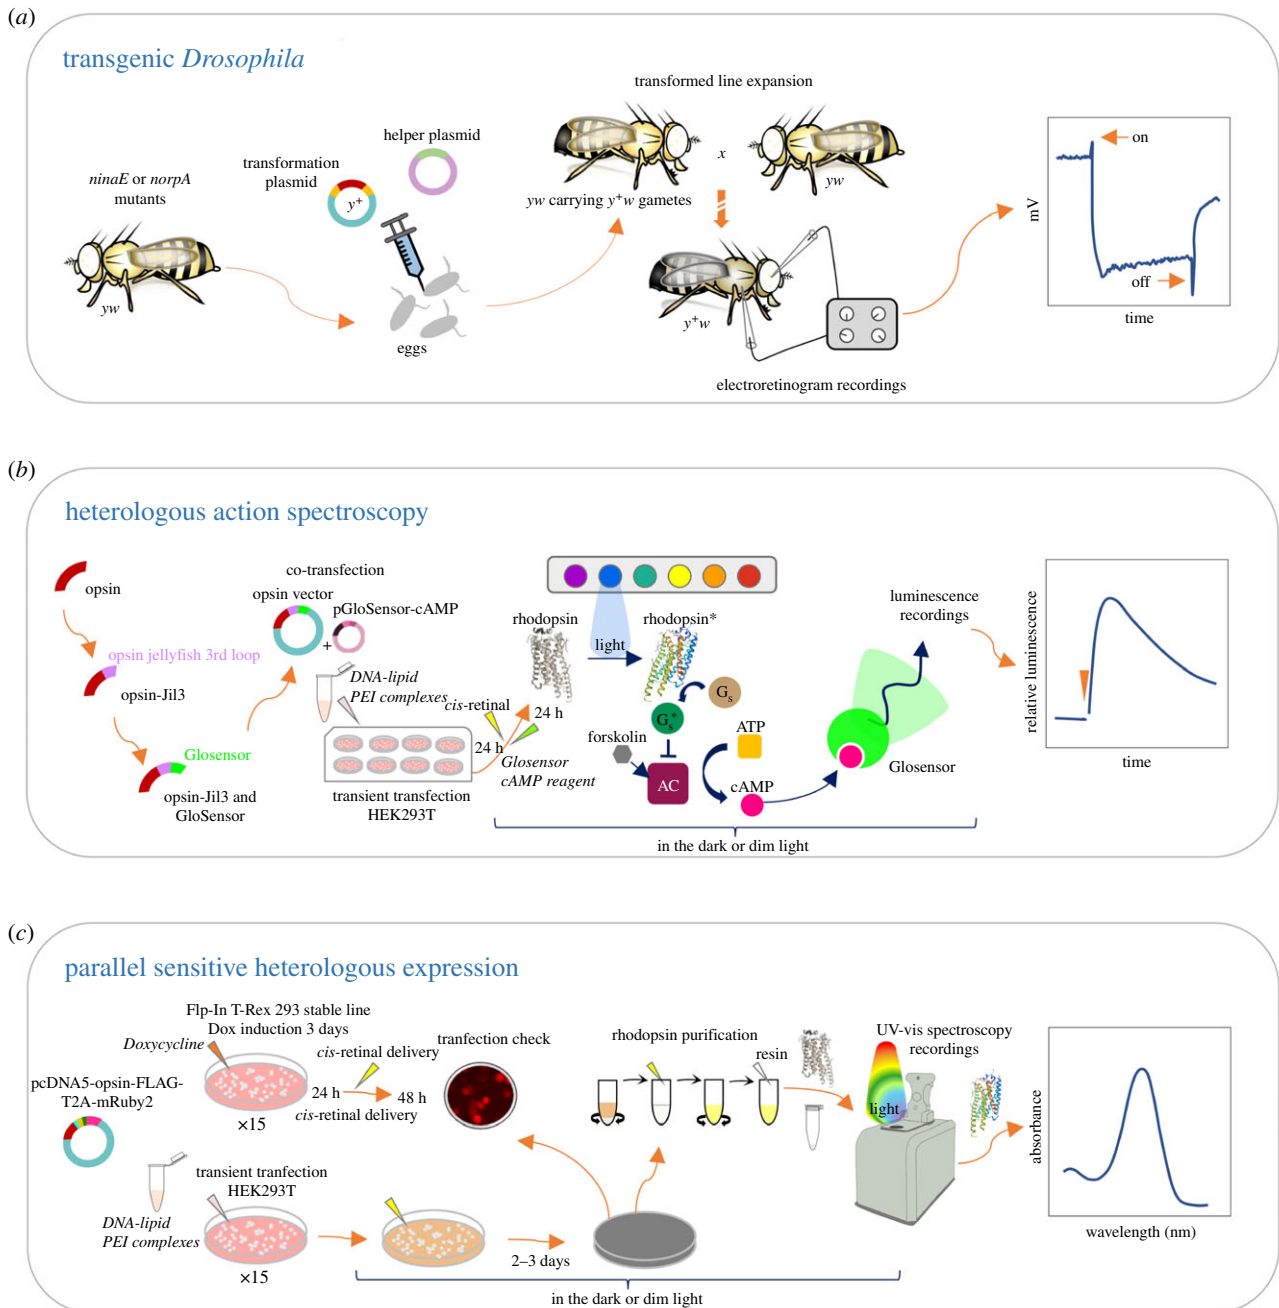 (a)
transgenic Drosophila
transformed line expansion
helper plasmid
transformation
plasmid
y+
ninaE or norpA
mutants
yw
eggs
x
yw carrying y+w gametes
yw
y+w
electroretinogram recordings
mV
on
off
time
(b)
heterologous action spectroscopy
opsin
opsin jellyfish 3rd loop
opsin-Jil3
Glosensor
opsin-Jil3 and
GloSensor
co-transfection
opsin vector
pGloSensor-cAMP
+
DNA-lipid
PEI complexes
transient transfection
HEK293T
cis-retinal
24 h
24 h
Glosensor
cAMP reagent
rhodopsin
light
rhodopsin*
Gs
Gs*
forskolin
AC
ATP
cAMP
Glosensor
luminescence
recordings
in the dark or dim light
relative luminescence
time
(c)
parallel sensitive heterologous expression
Flp-In T-Rex 293 stable line
Dox induction 3 days
Doxycycline
pcDNA5-opsin-FLAG-
T2A-mRuby2
×15
cis-retinal delivery
24 h
48 h
cis-retinal delivery
tranfection check
rhodopsin purification
resin
UV-vis spectroscopy
recordings
light
transient tranfection
HEK293T
DNA-lipid
PEI complexes
×15
2–3 days
in the dark or dim light
absorbance
wavelength (nm)